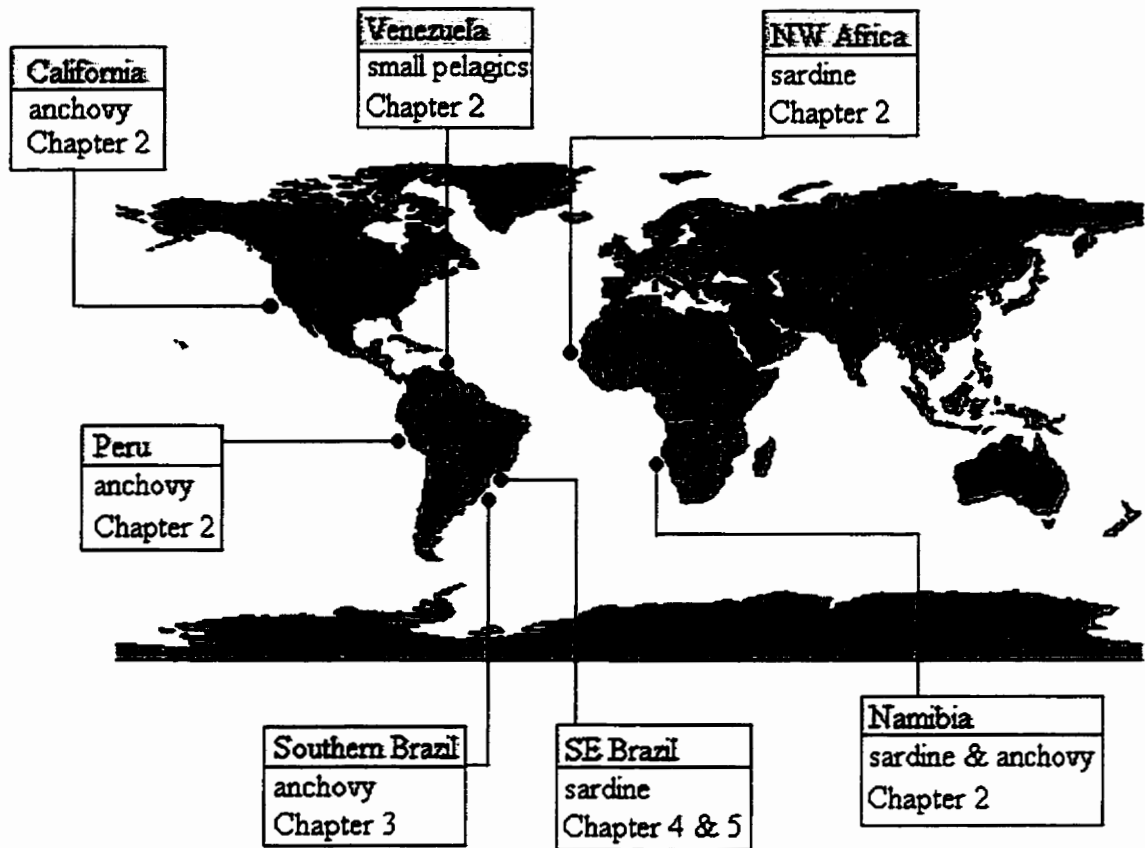 Venezuela
small pelagics
Chapter 2
NW Africa
sardine
Chapter 2
California
anchovy
Chapter 2
Peru
anchovy
Chapter 2
Southern Brazil
anchovy
Chapter 3
SE Brazil
sardine
Chapter 4 & 5
Namibia
sardine & anchovy
Chapter 2